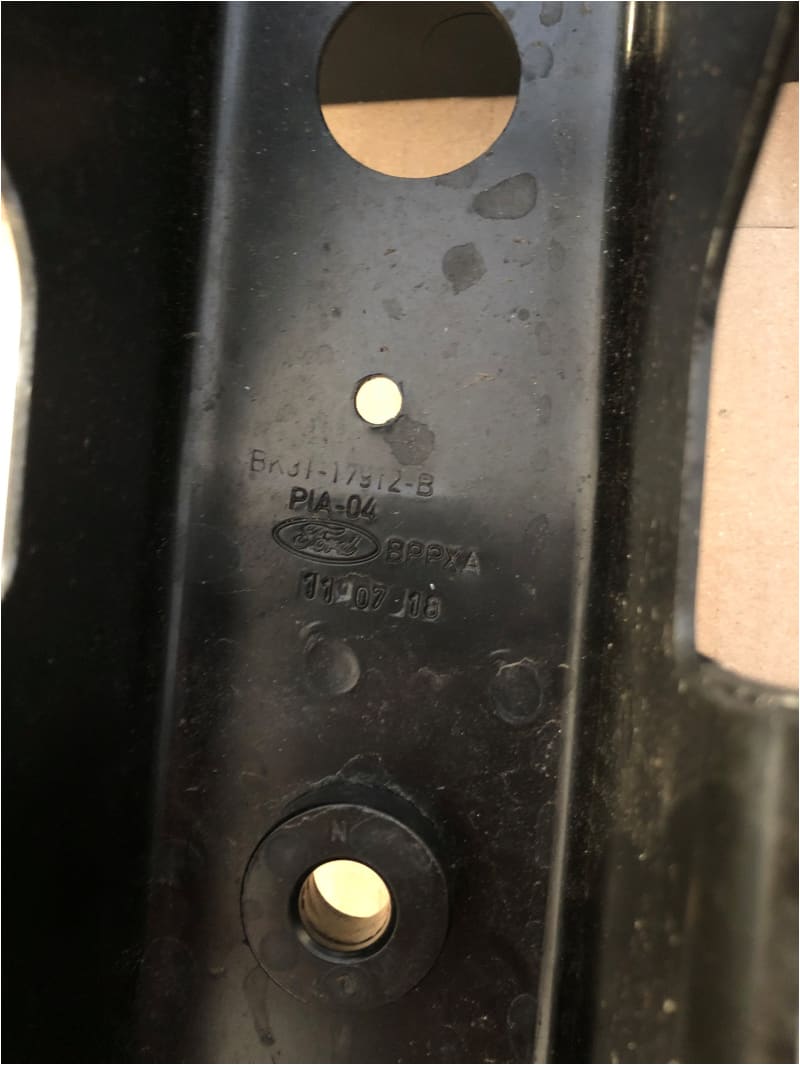 BK31-17912-B
PIA-04
Ford BPPXA
11 07 18
N